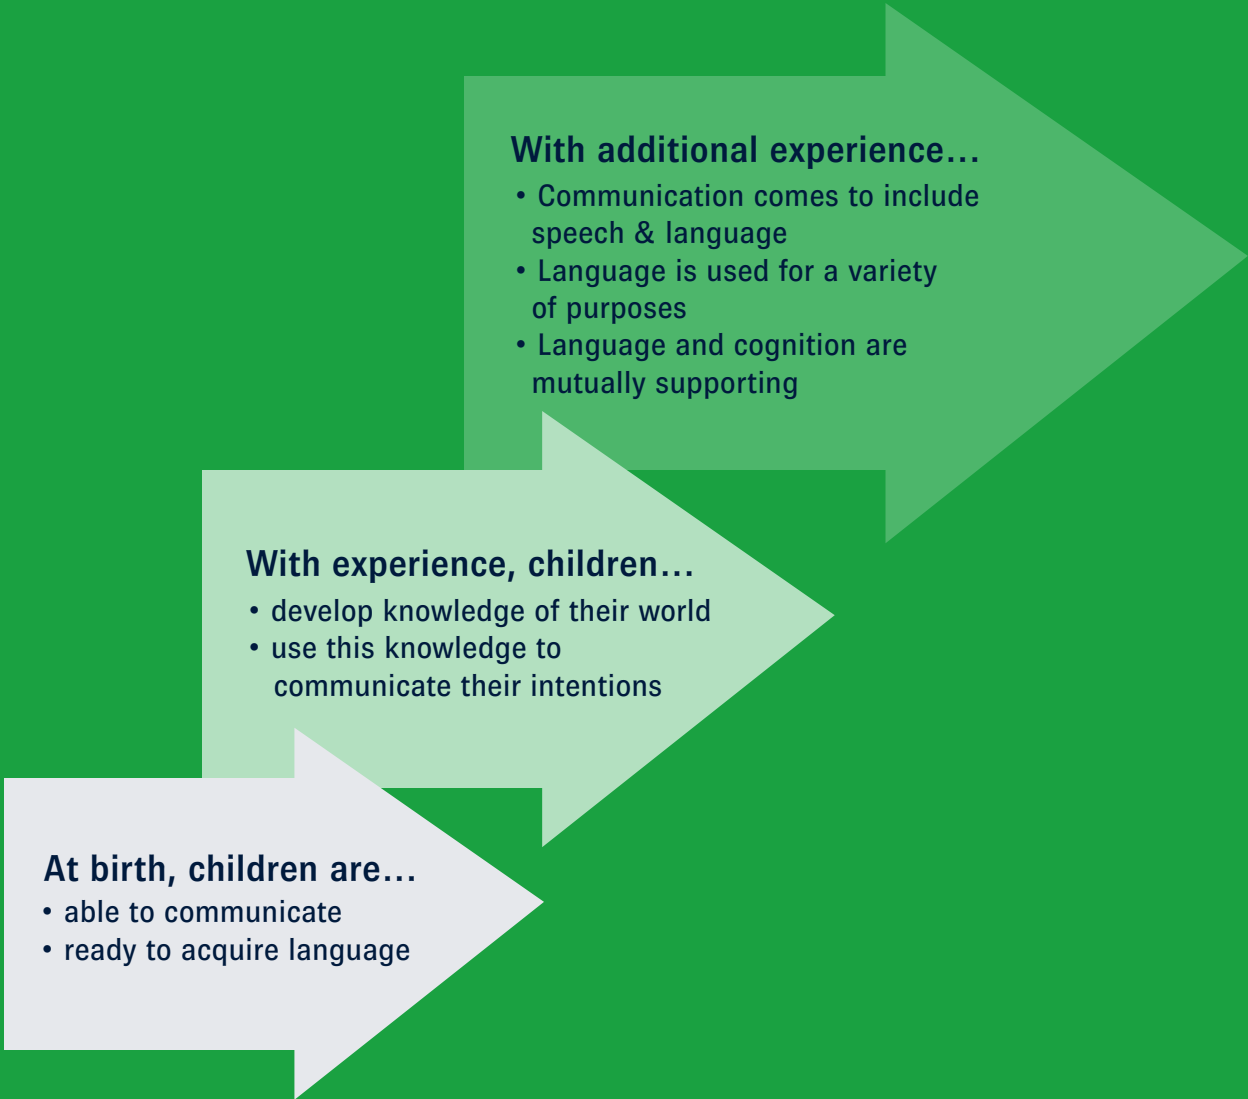 With additional experience…
• Communication comes to include
speech & language
• Language is used for a variety
of purposes
• Language and cognition are
mutually supporting
With experience, children…
• develop knowledge of their world
• use this knowledge to
communicate their intentions
At birth, children are…
• able to communicate
• ready to acquire language